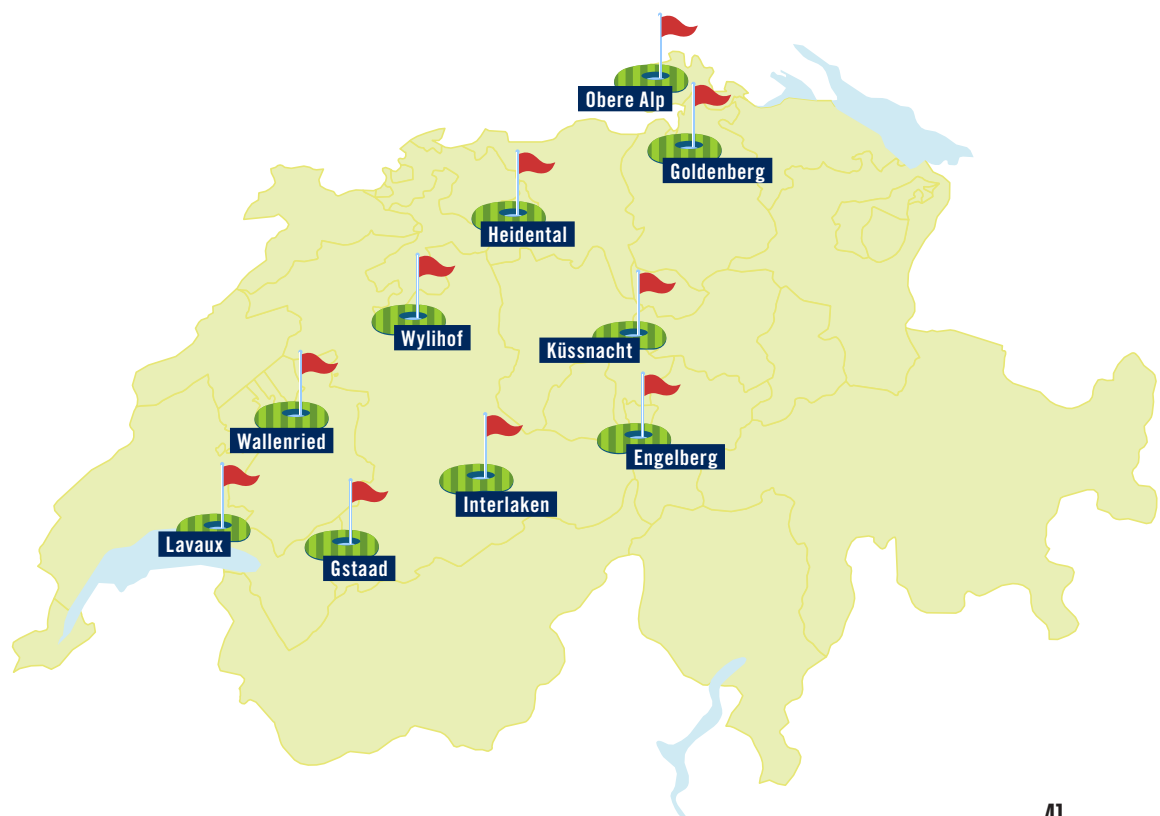 Obere Alp
Goldenberg
Heidental
Wylihof
Küssnacht
Wallenried
Engelberg
Interlaken
Lavaux
Gstaad
41